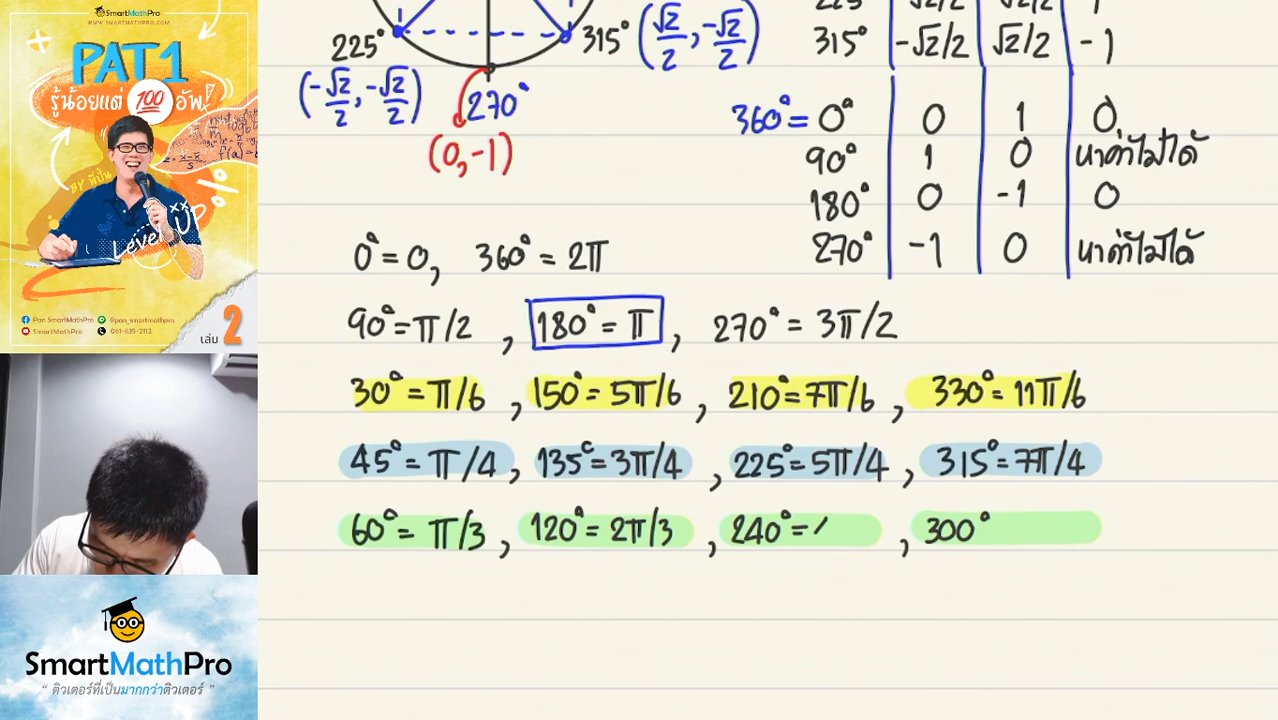 SmartMathPro
WWW.SMARTMATHPRO.COM
PAT1
รู้น้อยแต่ 100 อัพ!
BY พี่ปั้น
Level UP
%
Pan SmartMathPro @pan_smartmathpro
SmartMathPro 061-635-2112
เล่ม 2
SmartMathPro
“ ติวเตอร์ที่เป็นมากกว่าติวเตอร์ ”
225° 315° (√2/2, -√2/2)
(-√2/2, -√2/2) 270°
(0,-1)
315° -√2/2 √2/2 -1
360° = 0° 0 1 0
90° 1 0 หาค่าไม่ได้
180° 0 -1 0
270° -1 0 หาค่าไม่ได้
0° = 0, 360° = 2π
90° = π/2 , 180° = π , 270° = 3π/2
30° = π/6 , 150° = 5π/6 , 210° = 7π/6 , 330° = 11π/6
45° = π/4 , 135° = 3π/4 , 225° = 5π/4 , 315° = 7π/4
60° = π/3 , 120° = 2π/3 , 240° = , 300°